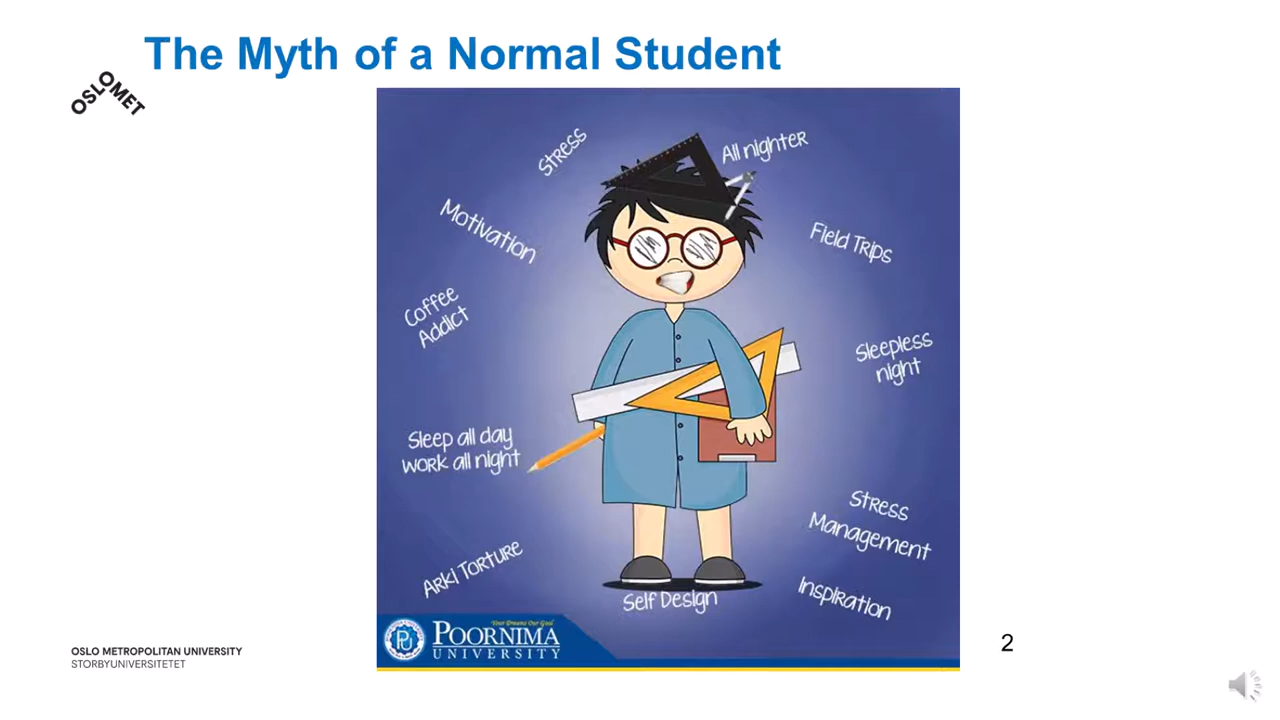 The Myth of a Normal Student
OSLOMET
Stress
All nighter
Motivation
Field Trips
Coffee
Addict
Sleepless
night
Sleep all day
work all night
Stress
Management
Arki Torture
Self Design
Inspiration
Your Dreams Our Goal
PU
POORNIMA
UNIVERSITY
OSLO METROPOLITAN UNIVERSITY
STORBYUNIVERSITETET
2